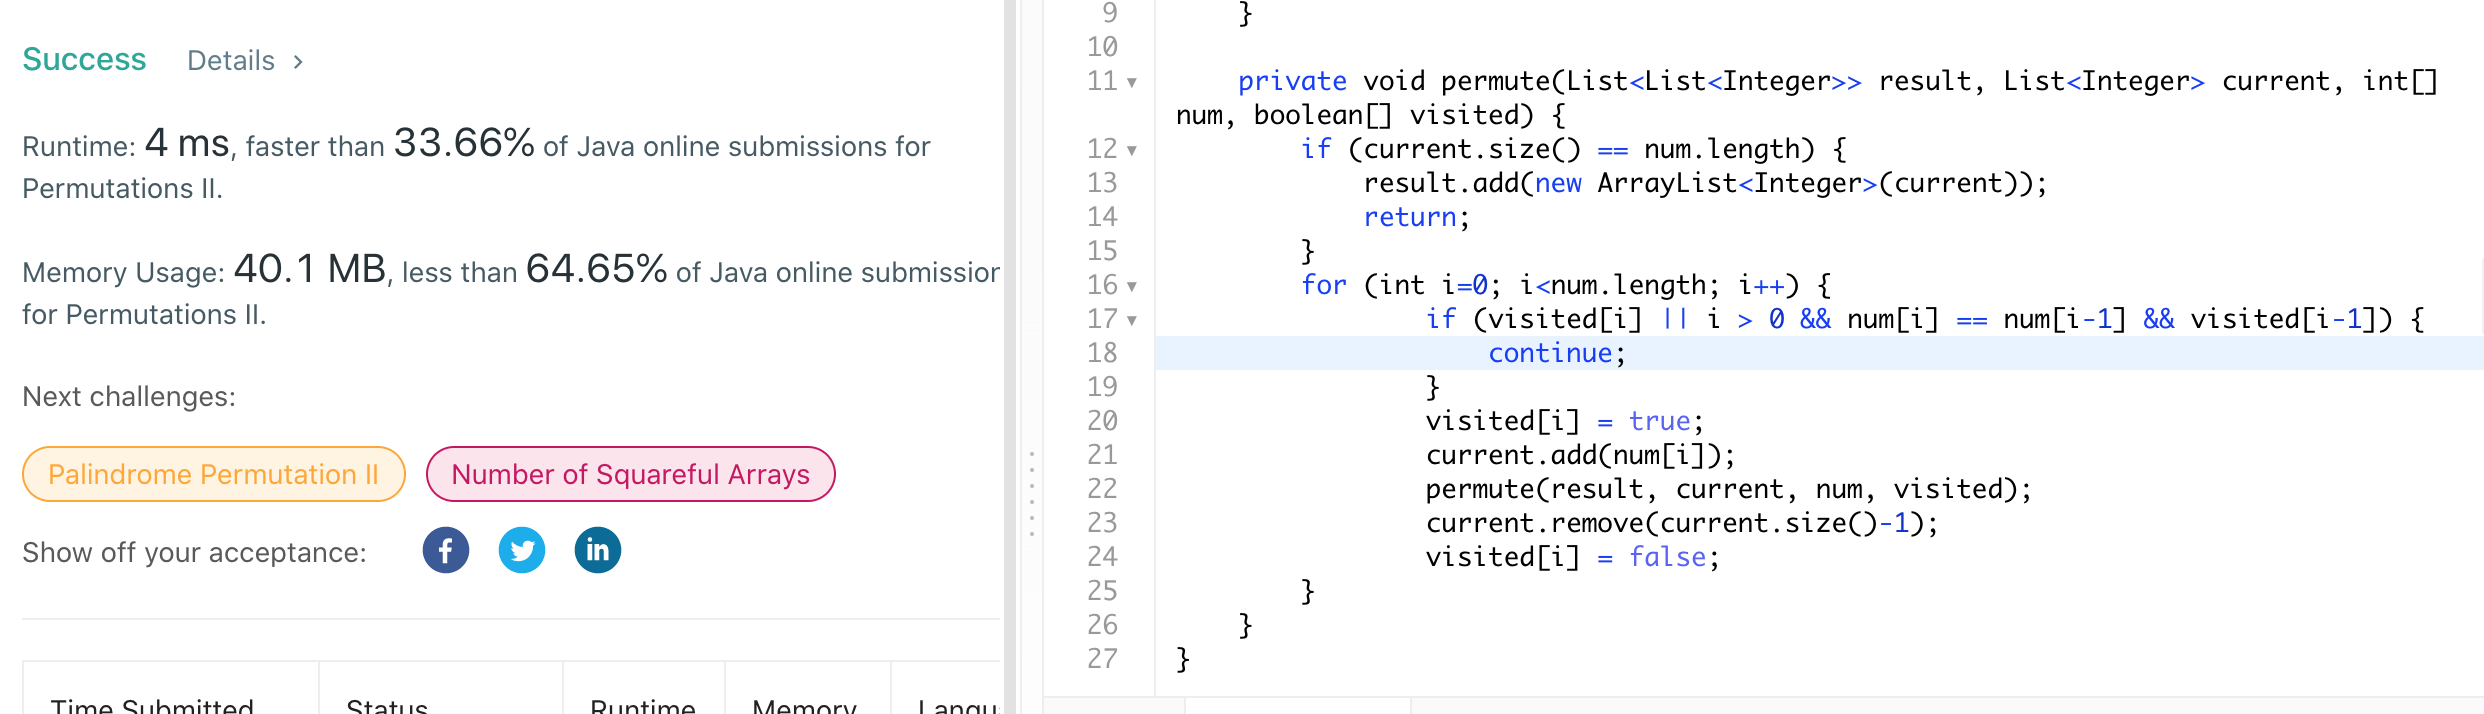 Success Details >
Runtime: 4 ms, faster than 33.66% of Java online submissions for
Permutations II.
Memory Usage: 40.1 MB, less than 64.65% of Java online submission
for Permutations II.
Next challenges:
Palindrome Permutation II Number of Squareful Arrays
Show off your acceptance:
Time Submitted Status Runtime Memory
9 }
10
11 private void permute(List<List<Integer>> result, List<Integer> current, int[]
num, boolean[] visited) {
12 if (current.size() == num.length) {
13 result.add(new ArrayList<Integer>(current));
14 return;
15 }
16 for (int i=0; i<num.length; i++) {
17 if (visited[i] || i > 0 && num[i] == num[i-1] && visited[i-1]) {
18 continue;
19 }
20 visited[i] = true;
21 current.add(num[i]);
22 permute(result, current, num, visited);
23 current.remove(current.size()-1);
24 visited[i] = false;
25 }
26 }
27 }